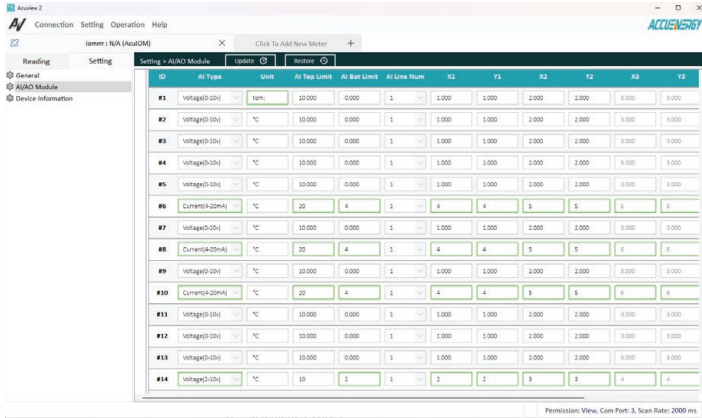 Acuview 2
Connection Setting Operation Help
ACCUENERGY
iomrrr : N/A (AcuIOM) × Click To Add New Meter +
Reading Setting
General
AI/AO Module
Device Information
Setting > AI/AO Module Update Restore
ID AI Type Unit AI Top Limit AI Bot Limit AI Line Num X1 Y1 X2 Y2 X3 Y3
#1 Voltage(0-10v) tom; 10.000 0.000 1 1.000 1.000 2.000 2.000 3.000 3.000
#2 Voltage(0-10v) °C 10.000 0.000 1 1.000 1.000 2.000 2.000 3.000 3.000
#3 Voltage(0-10v) °C 10.000 0.000 1 1.000 1.000 2.000 2.000 3.000 3.000
#4 Voltage(0-10v) °C 10.000 0.000 1 1.000 1.000 2.000 2.000 3.000 3.000
#5 Voltage(0-10v) °C 10.000 0.000 1 1.000 1.000 2.000 2.000 3.000 3.000
#6 Current(4-20mA) °C 20 4 1 4 4 5 5 6 6
#7 Voltage(0-10v) °C 10.000 0.000 1 1.000 1.000 2.000 2.000 3.000 3.000
#8 Current(4-20mA) °C 20 4 1 4 4 5 5 6 6
#9 Voltage(0-10v) °C 10.000 0.000 1 1.000 1.000 2.000 2.000 3.000 3.000
#10 Current(4-20mA) °C 20 4 1 4 4 5 5 6 6
#11 Voltage(0-10v) °C 10.000 0.000 1 1.000 1.000 2.000 2.000 3.000 3.000
#12 Voltage(0-10v) °C 10.000 0.000 1 1.000 1.000 2.000 2.000 3.000 3.000
#13 Voltage(0-10v) °C 10.000 0.000 1 1.000 1.000 2.000 2.000 3.000 3.000
#14 Voltage(2-10v) °C 10 2 1 2 2 3 3 4 4
Permission: View, Com Port: 3, Scan Rate: 2000 ms